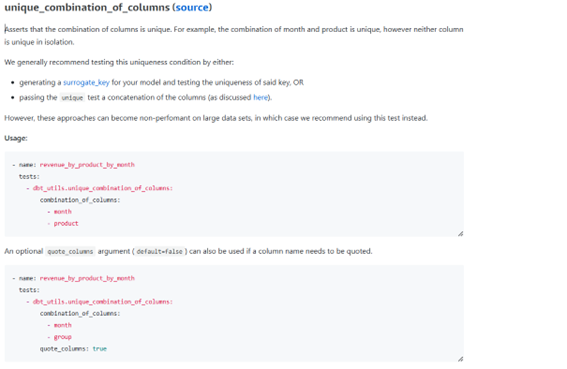 unique_combination_of_columns (source)
Asserts that the combination of columns is unique. For example, the combination of month and product is unique, however neither column
is unique in isolation.
We generally recommend testing this uniqueness condition by either:
• generating a surrogate_key for your model and testing the uniqueness of said key, OR
• passing the unique test a concatenation of the columns (as discussed here).
However, these approaches can become non-perfomant on large data sets, in which case we recommend using this test instead.
Usage:
- name: revenue_by_product_by_month
  tests:
    - dbt_utils.unique_combination_of_columns:
        combination_of_columns:
          - month
          - product
An optional quote_columns argument (default=false) can also be used if a column name needs to be quoted.
- name: revenue_by_product_by_month
  tests:
    - dbt_utils.unique_combination_of_columns:
        combination_of_columns:
          - month
          - group
        quote_columns: true